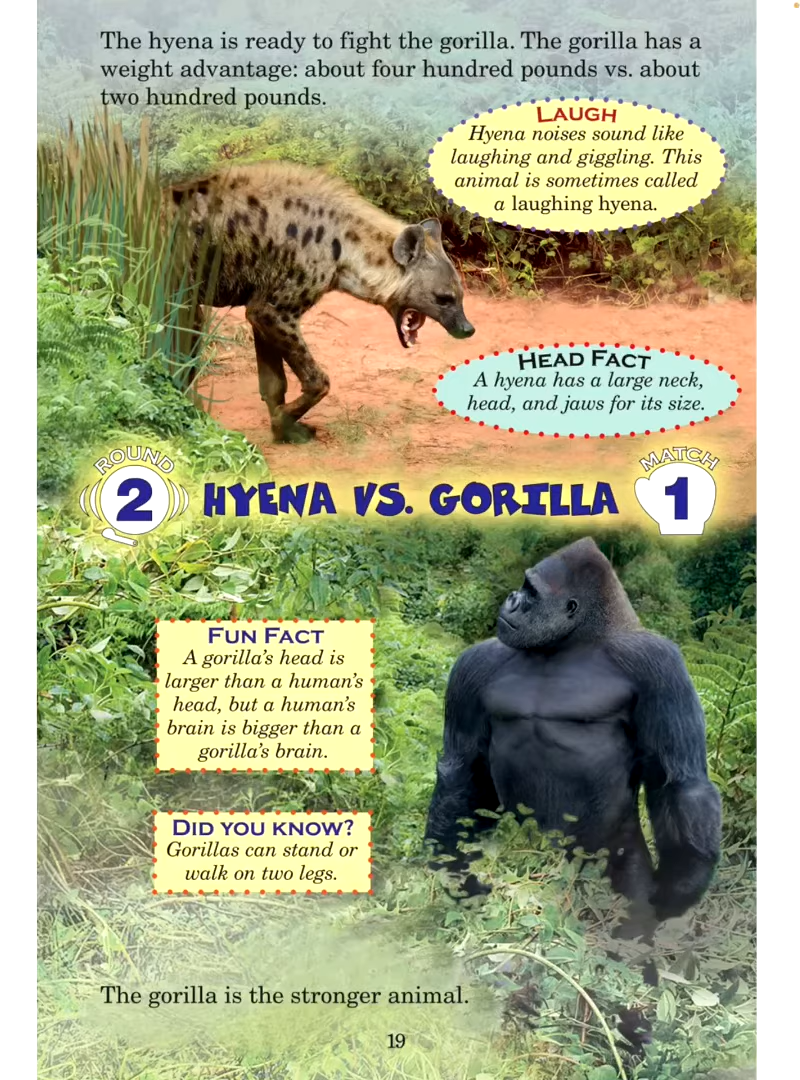 The hyena is ready to fight the gorilla. The gorilla has a
weight advantage: about four hundred pounds vs. about
two hundred pounds.
LAUGH
Hyena noises sound like
laughing and giggling. This
animal is sometimes called
a laughing hyena.
HEAD FACT
A hyena has a large neck,
head, and jaws for its size.
ROUND
2
HYENA VS. GORILLA
MATCH
1
FUN FACT
A gorilla's head is
larger than a human's
head, but a human's
brain is bigger than a
gorilla's brain.
DID YOU KNOW?
Gorillas can stand or
walk on two legs.
The gorilla is the stronger animal.
19